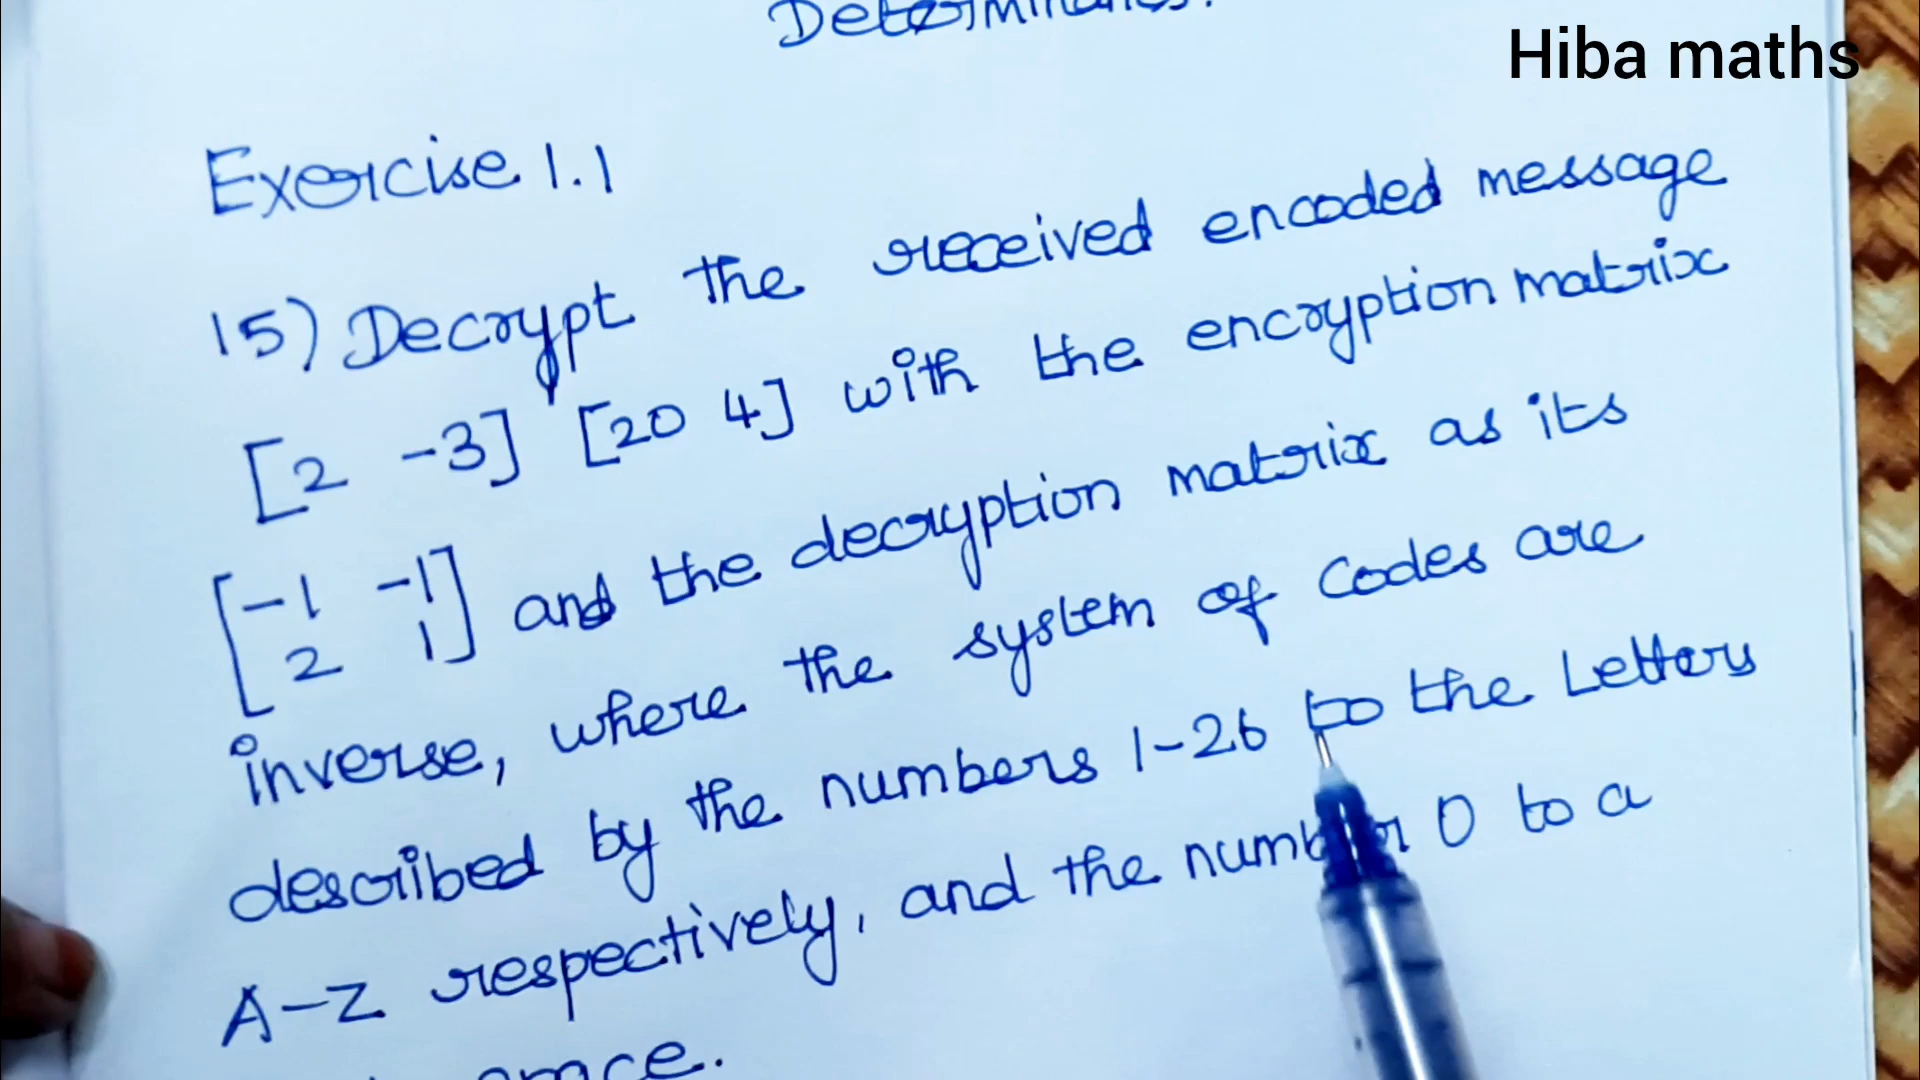 Hiba maths
Exercise 1.1
15) Decrypt the received encoded message
[2 -3] [20 4] with the encryption matrix
[-1 -1
2 1] and the decryption matrix as its
inverse, where the system of codes are
described by the numbers 1-26 to the Letters
A-Z respectively, and the number 0 to a